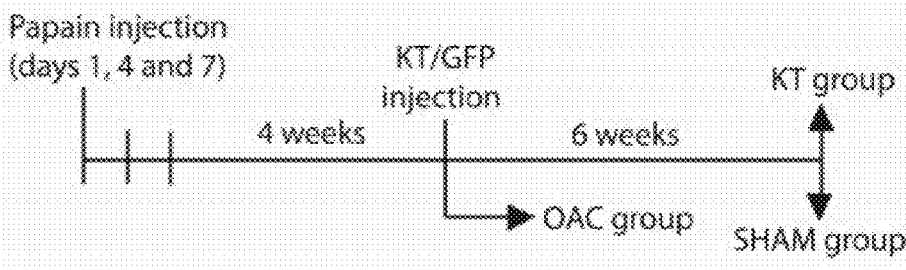 Papain injection
(days 1, 4 and 7)
KT/GFP
injection
KT group
4 weeks
6 weeks
OAC group
SHAM group